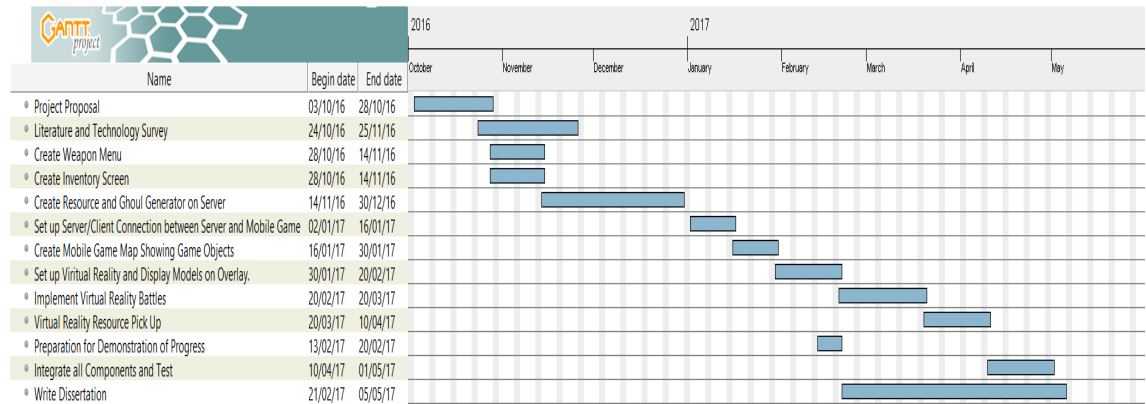 GANTT
project
2016 2017
October November December January February March April May
Name Begin date End date
Project Proposal 03/10/16 28/10/16
Literature and Technology Survey 24/10/16 25/11/16
Create Weapon Menu 28/10/16 14/11/16
Create Inventory Screen 28/10/16 14/11/16
Create Resource and Ghoul Generator on Server 14/11/16 30/12/16
Set up Server/Client Connection between Server and Mobile Game 02/01/17 16/01/17
Create Mobile Game Map Showing Game Objects 16/01/17 30/01/17
Set up Viritual Reality and Display Models on Overlay. 30/01/17 20/02/17
Implement Virtual Reality Battles 20/02/17 20/03/17
Virtual Reality Resource Pick Up 20/03/17 10/04/17
Preparation for Demonstration of Progress 13/02/17 20/02/17
Integrate all Components and Test 10/04/17 01/05/17
Write Dissertation 21/02/17 05/05/17